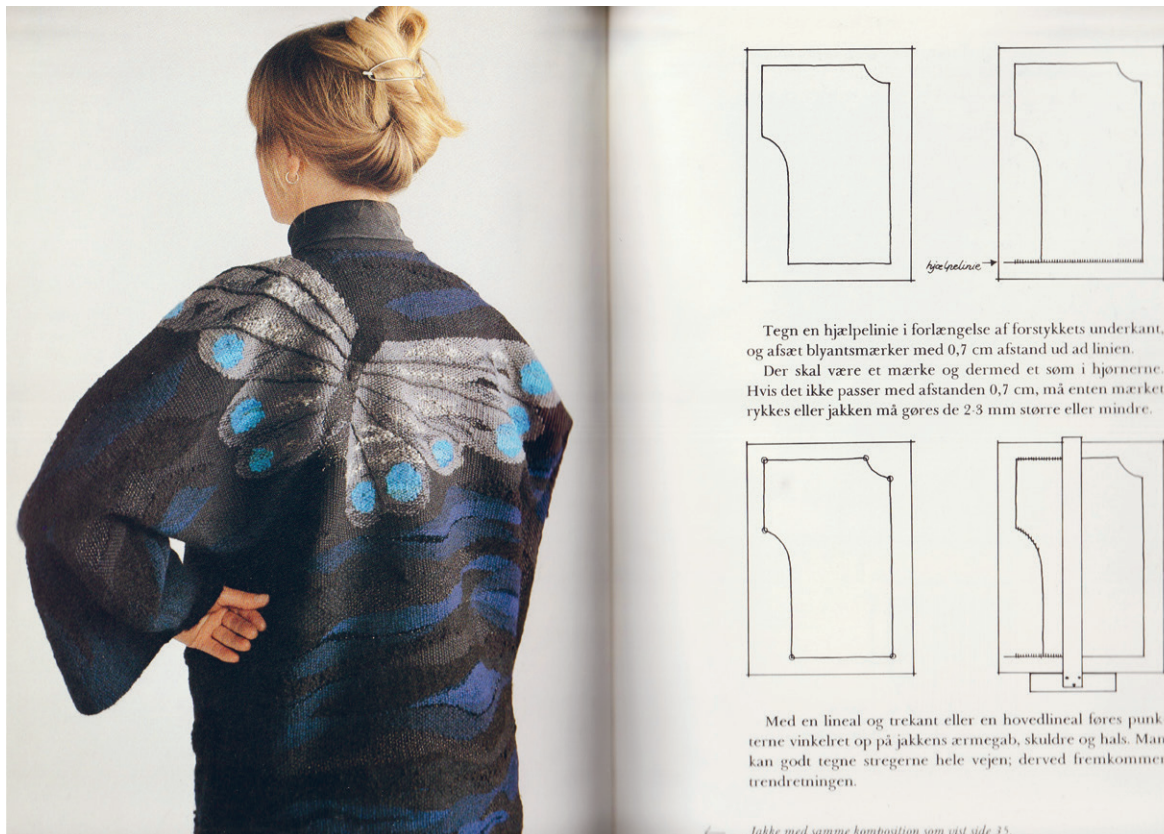 hjælpelinie
Tegn en hjælpelinie i forlængelse af forstykkets underkant,
og afsæt blyantsmærker med 0,7 cm afstand ud ad linien.
Der skal være et mærke og dermed et søm i hjørnerne.
Hvis det ikke passer med afstanden 0,7 cm, må enten mærket
rykkes eller jakken må gøres de 2-3 mm større eller mindre.
Med en lineal og trekant eller en hovedlineal føres punk-
terne vinkelret op på jakkens ærmegab, skuldre og hals. Man
kan godt tegne stregerne hele vejen; derved fremkommer
trendretningen.
Jakke med samme komposition som vist side 35